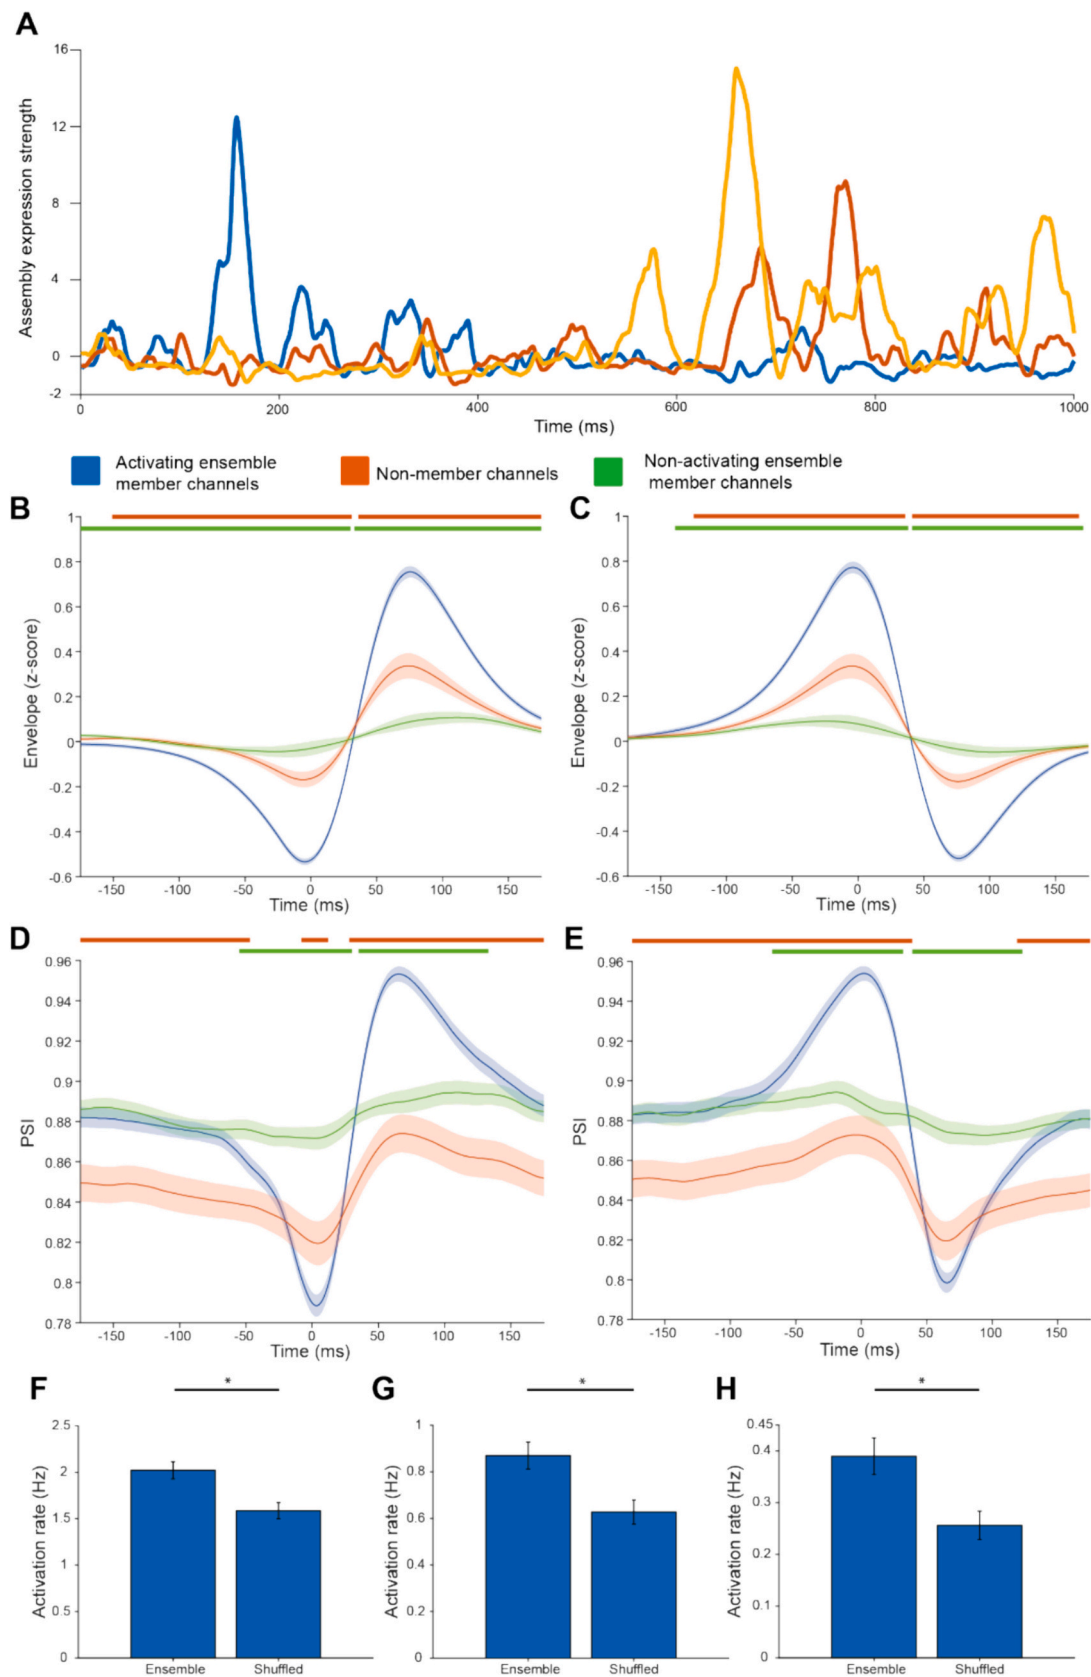 A
16
12
8
4
0
-2
Assembly expression strength
0 200 400 600 800 1000
Time (ms)
Activating ensemble
member channels
Non-member channels
Non-activating ensemble
member channels
B
1
0.8
0.6
0.4
0.2
0
-0.2
-0.4
-0.6
Envelope (z-score)
-150 -100 -50 0 50 100 150
Time (ms)
C
1
0.8
0.6
0.4
0.2
0
-0.2
-0.4
-0.6
Envelope (z-score)
-150 -100 -50 0 50 100 150
Time (ms)
D
0.96
0.94
0.92
0.9
0.88
0.86
0.84
0.82
0.8
0.78
PSI
-150 -100 -50 0 50 100 150
Time (ms)
E
0.96
0.94
0.92
0.9
0.88
0.86
0.84
0.82
0.8
0.78
PSI
-150 -100 -50 0 50 100 150
Time (ms)
F
*
2.5
2
1.5
1
0.5
0
Activation rate (Hz)
Ensemble Shuffled
G
*
1
0.8
0.6
0.4
0.2
0
Activation rate (Hz)
Ensemble Shuffled
H
*
0.45
0.4
0.3
0.2
0.1
0
Activation rate (Hz)
Ensemble Shuffled